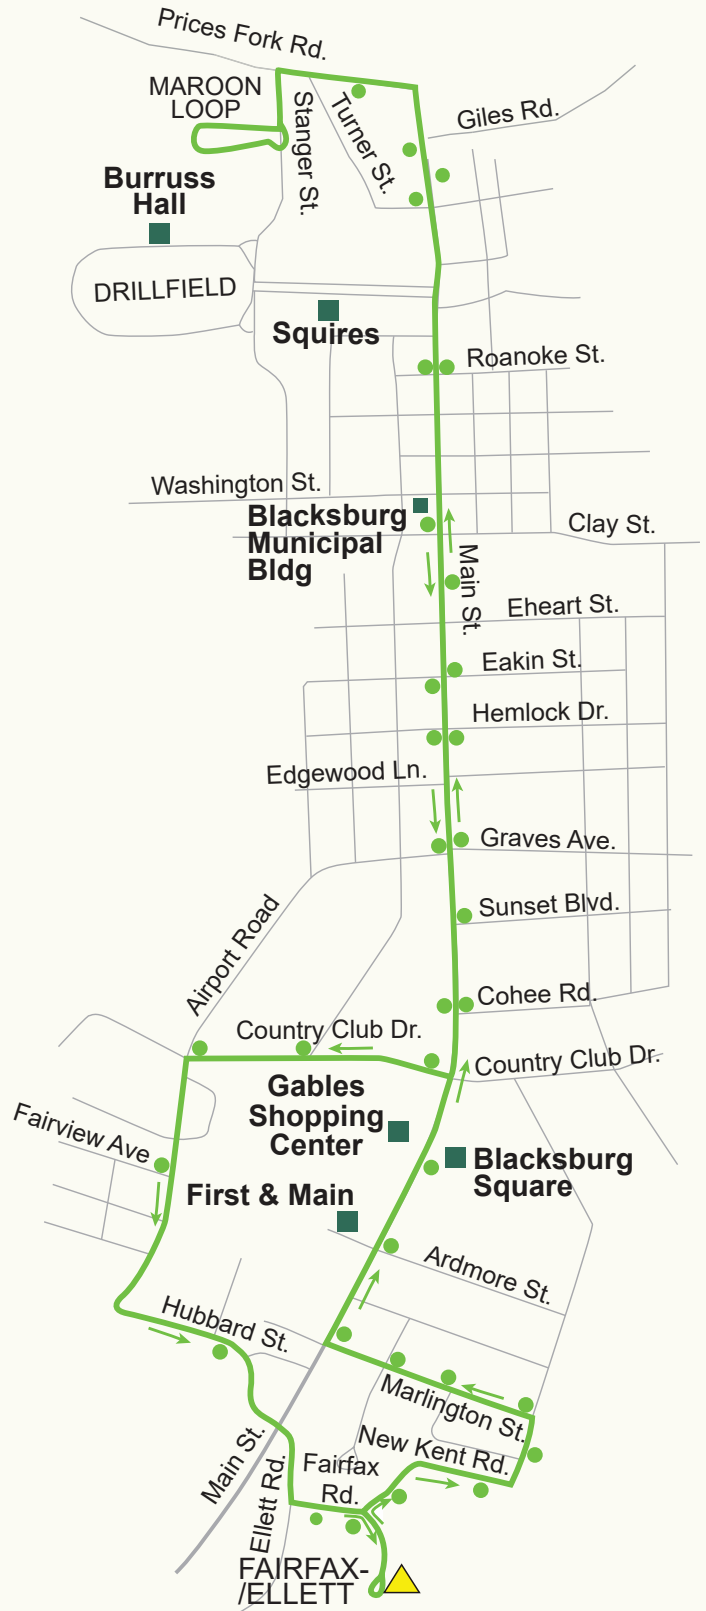 Prices Fork Rd.
MAROON
LOOP
Stanger St.
Turner St.
Giles Rd.
Burruss
Hall
DRILLFIELD
Squires
Roanoke St.
Washington St.
Blacksburg
Municipal
Bldg
Clay St.
Main St.
Eheart St.
Eakin St.
Hemlock Dr.
Edgewood Ln.
Graves Ave.
Sunset Blvd.
Airport Road
Cohee Rd.
Country Club Dr.
Country Club Dr.
Gables
Shopping
Center
Fairview Ave
Blacksburg
Square
First & Main
Ardmore St.
Hubbard St.
Marlington St.
New Kent Rd.
Main St.
Ellett Rd.
Fairfax
Rd.
FAIRFAX-
/ELLETT